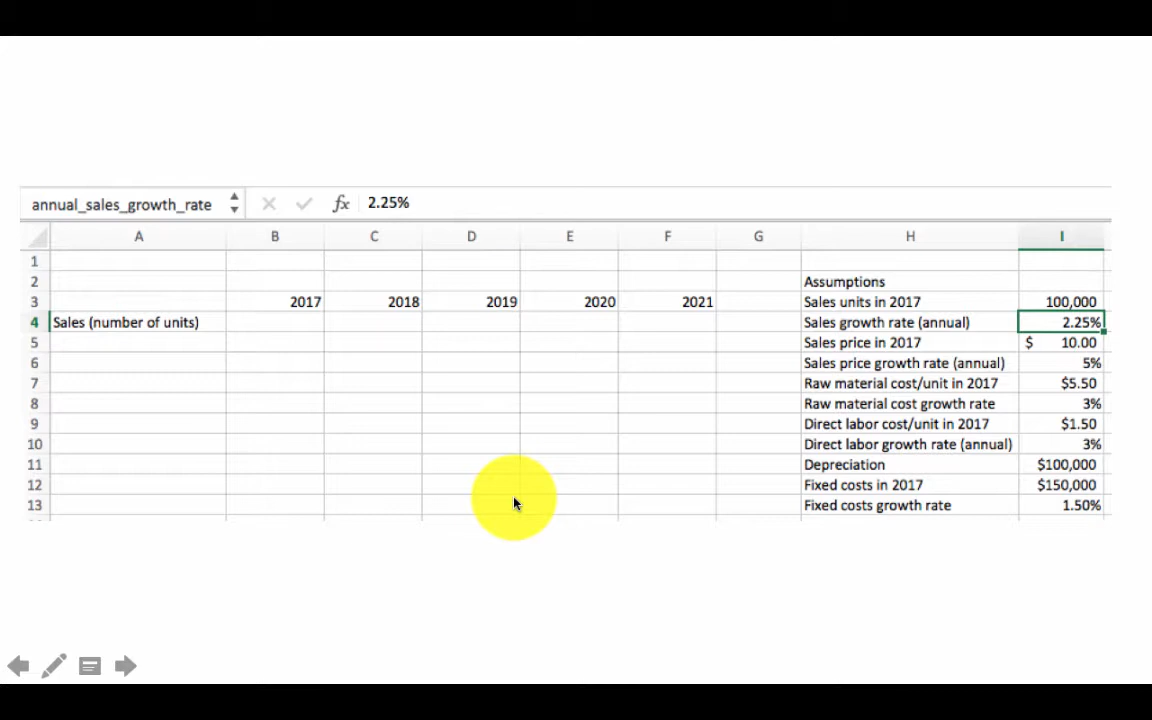 annual_sales_growth_rate fx 2.25%
A B C D E F G H I
1
2 Assumptions
3 2017 2018 2019 2020 2021 Sales units in 2017 100,000
4 Sales (number of units) Sales growth rate (annual) 2.25%
5 Sales price in 2017 $ 10.00
6 Sales price growth rate (annual) 5%
7 Raw material cost/unit in 2017 $5.50
8 Raw material cost growth rate 3%
9 Direct labor cost/unit in 2017 $1.50
10 Direct labor growth rate (annual) 3%
11 Depreciation $100,000
12 Fixed costs in 2017 $150,000
13 Fixed costs growth rate 1.50%